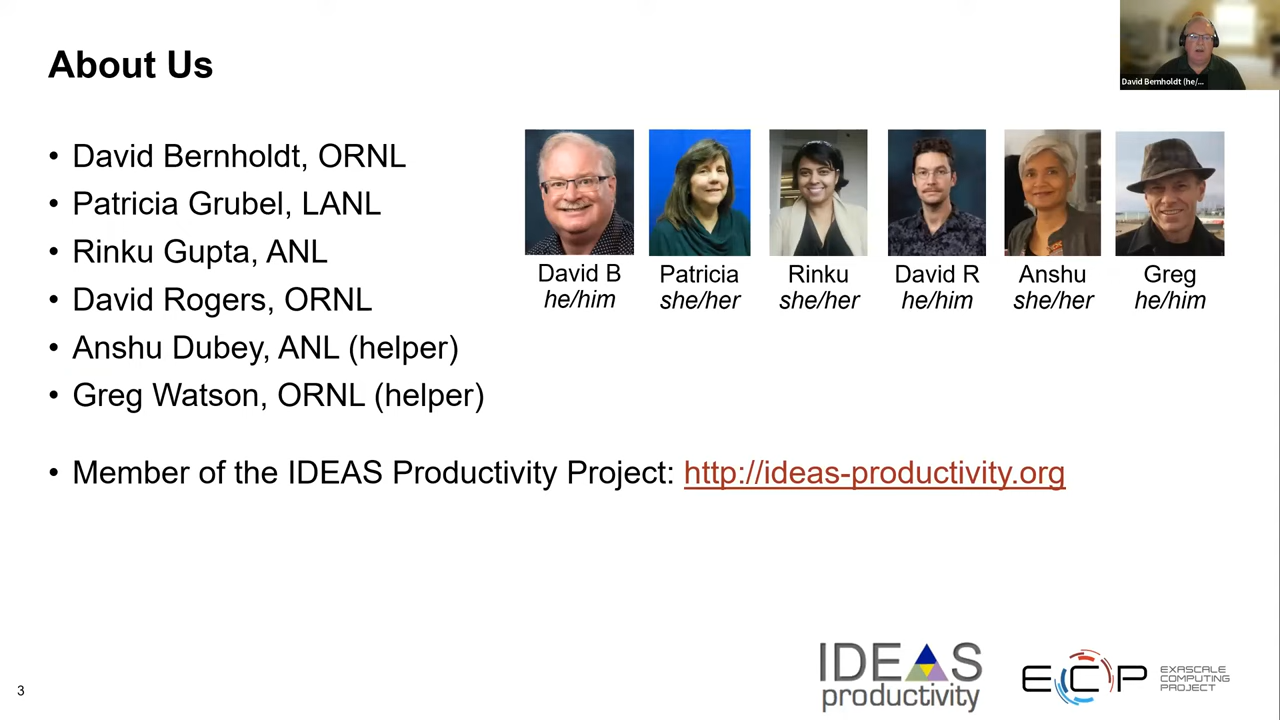 About Us
David Bernholdt (he/...
• David Bernholdt, ORNL
• Patricia Grubel, LANL
• Rinku Gupta, ANL
• David Rogers, ORNL
• Anshu Dubey, ANL (helper)
• Greg Watson, ORNL (helper)
David B
he/him
Patricia
she/her
Rinku
she/her
David R
he/him
Anshu
she/her
Greg
he/him
• Member of the IDEAS Productivity Project: http://ideas-productivity.org
3
IDEAS
productivity
ECP
EXASCALE
COMPUTING
PROJECT